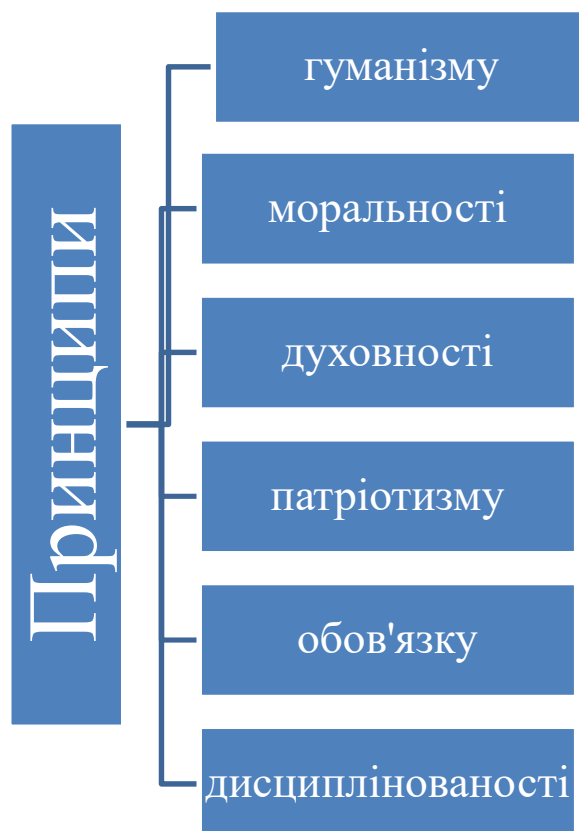 Принципи
гуманізму
моральності
духовності
патріотизму
обов'язку
дисциплінованості